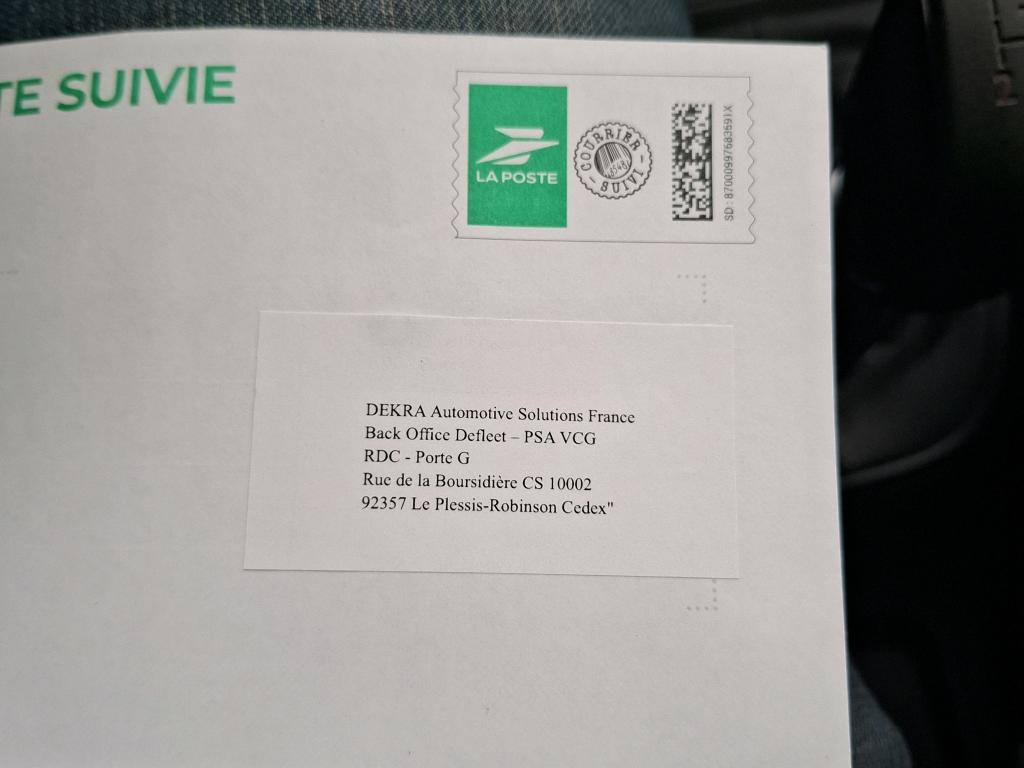 TE SUIVIE
LA POSTE
COURRIER
SUIVI
SD : 87000997683591X
DEKRA Automotive Solutions France
Back Office Defleet – PSA VCG
RDC - Porte G
Rue de la Boursidière CS 10002
92357 Le Plessis-Robinson Cedex"